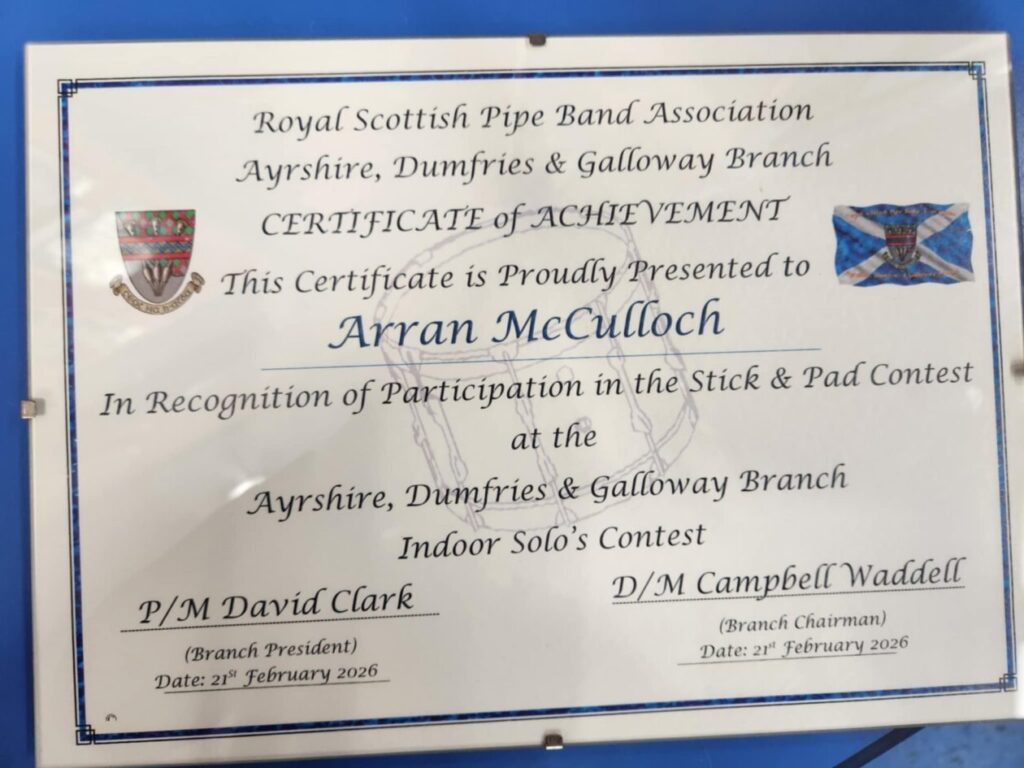 Royal Scottish Pipe Band Association
Ayrshire, Dumfries & Galloway Branch
CERTIFICATE of ACHIEVEMENT
This Certificate is Proudly Presented to
Arran McCulloch
In Recognition of Participation in the Stick & Pad Contest
at the
Ayrshire, Dumfries & Galloway Branch
Indoor Solo's Contest
P/M David Clark
(Branch President)
Date: 21St February 2026
D/M Campbell Waddell
(Branch Chairman)
Date: 21st February 2026